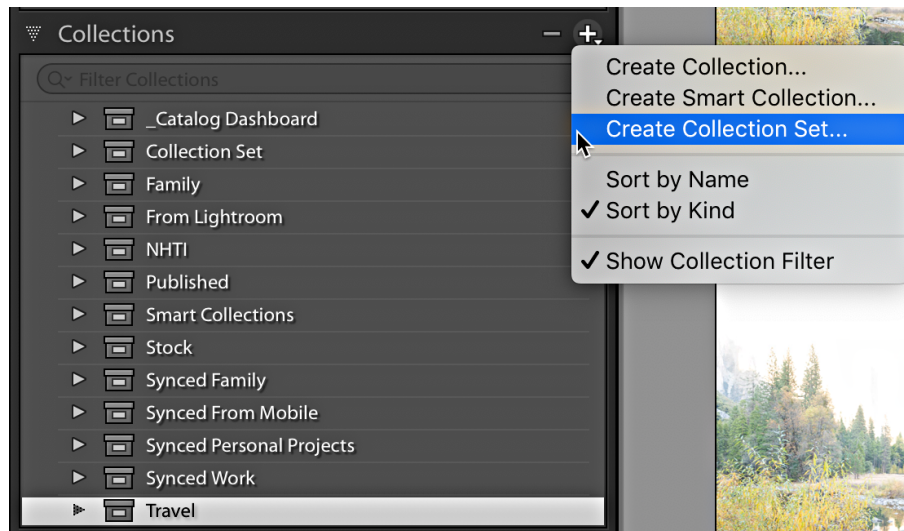 Collections
Filter Collections
_Catalog Dashboard
Collection Set
Family
From Lightroom
NHTI
Published
Smart Collections
Stock
Synced Family
Synced From Mobile
Synced Personal Projects
Synced Work
Travel
Create Collection...
Create Smart Collection...
Create Collection Set...
Sort by Name
Sort by Kind
Show Collection Filter